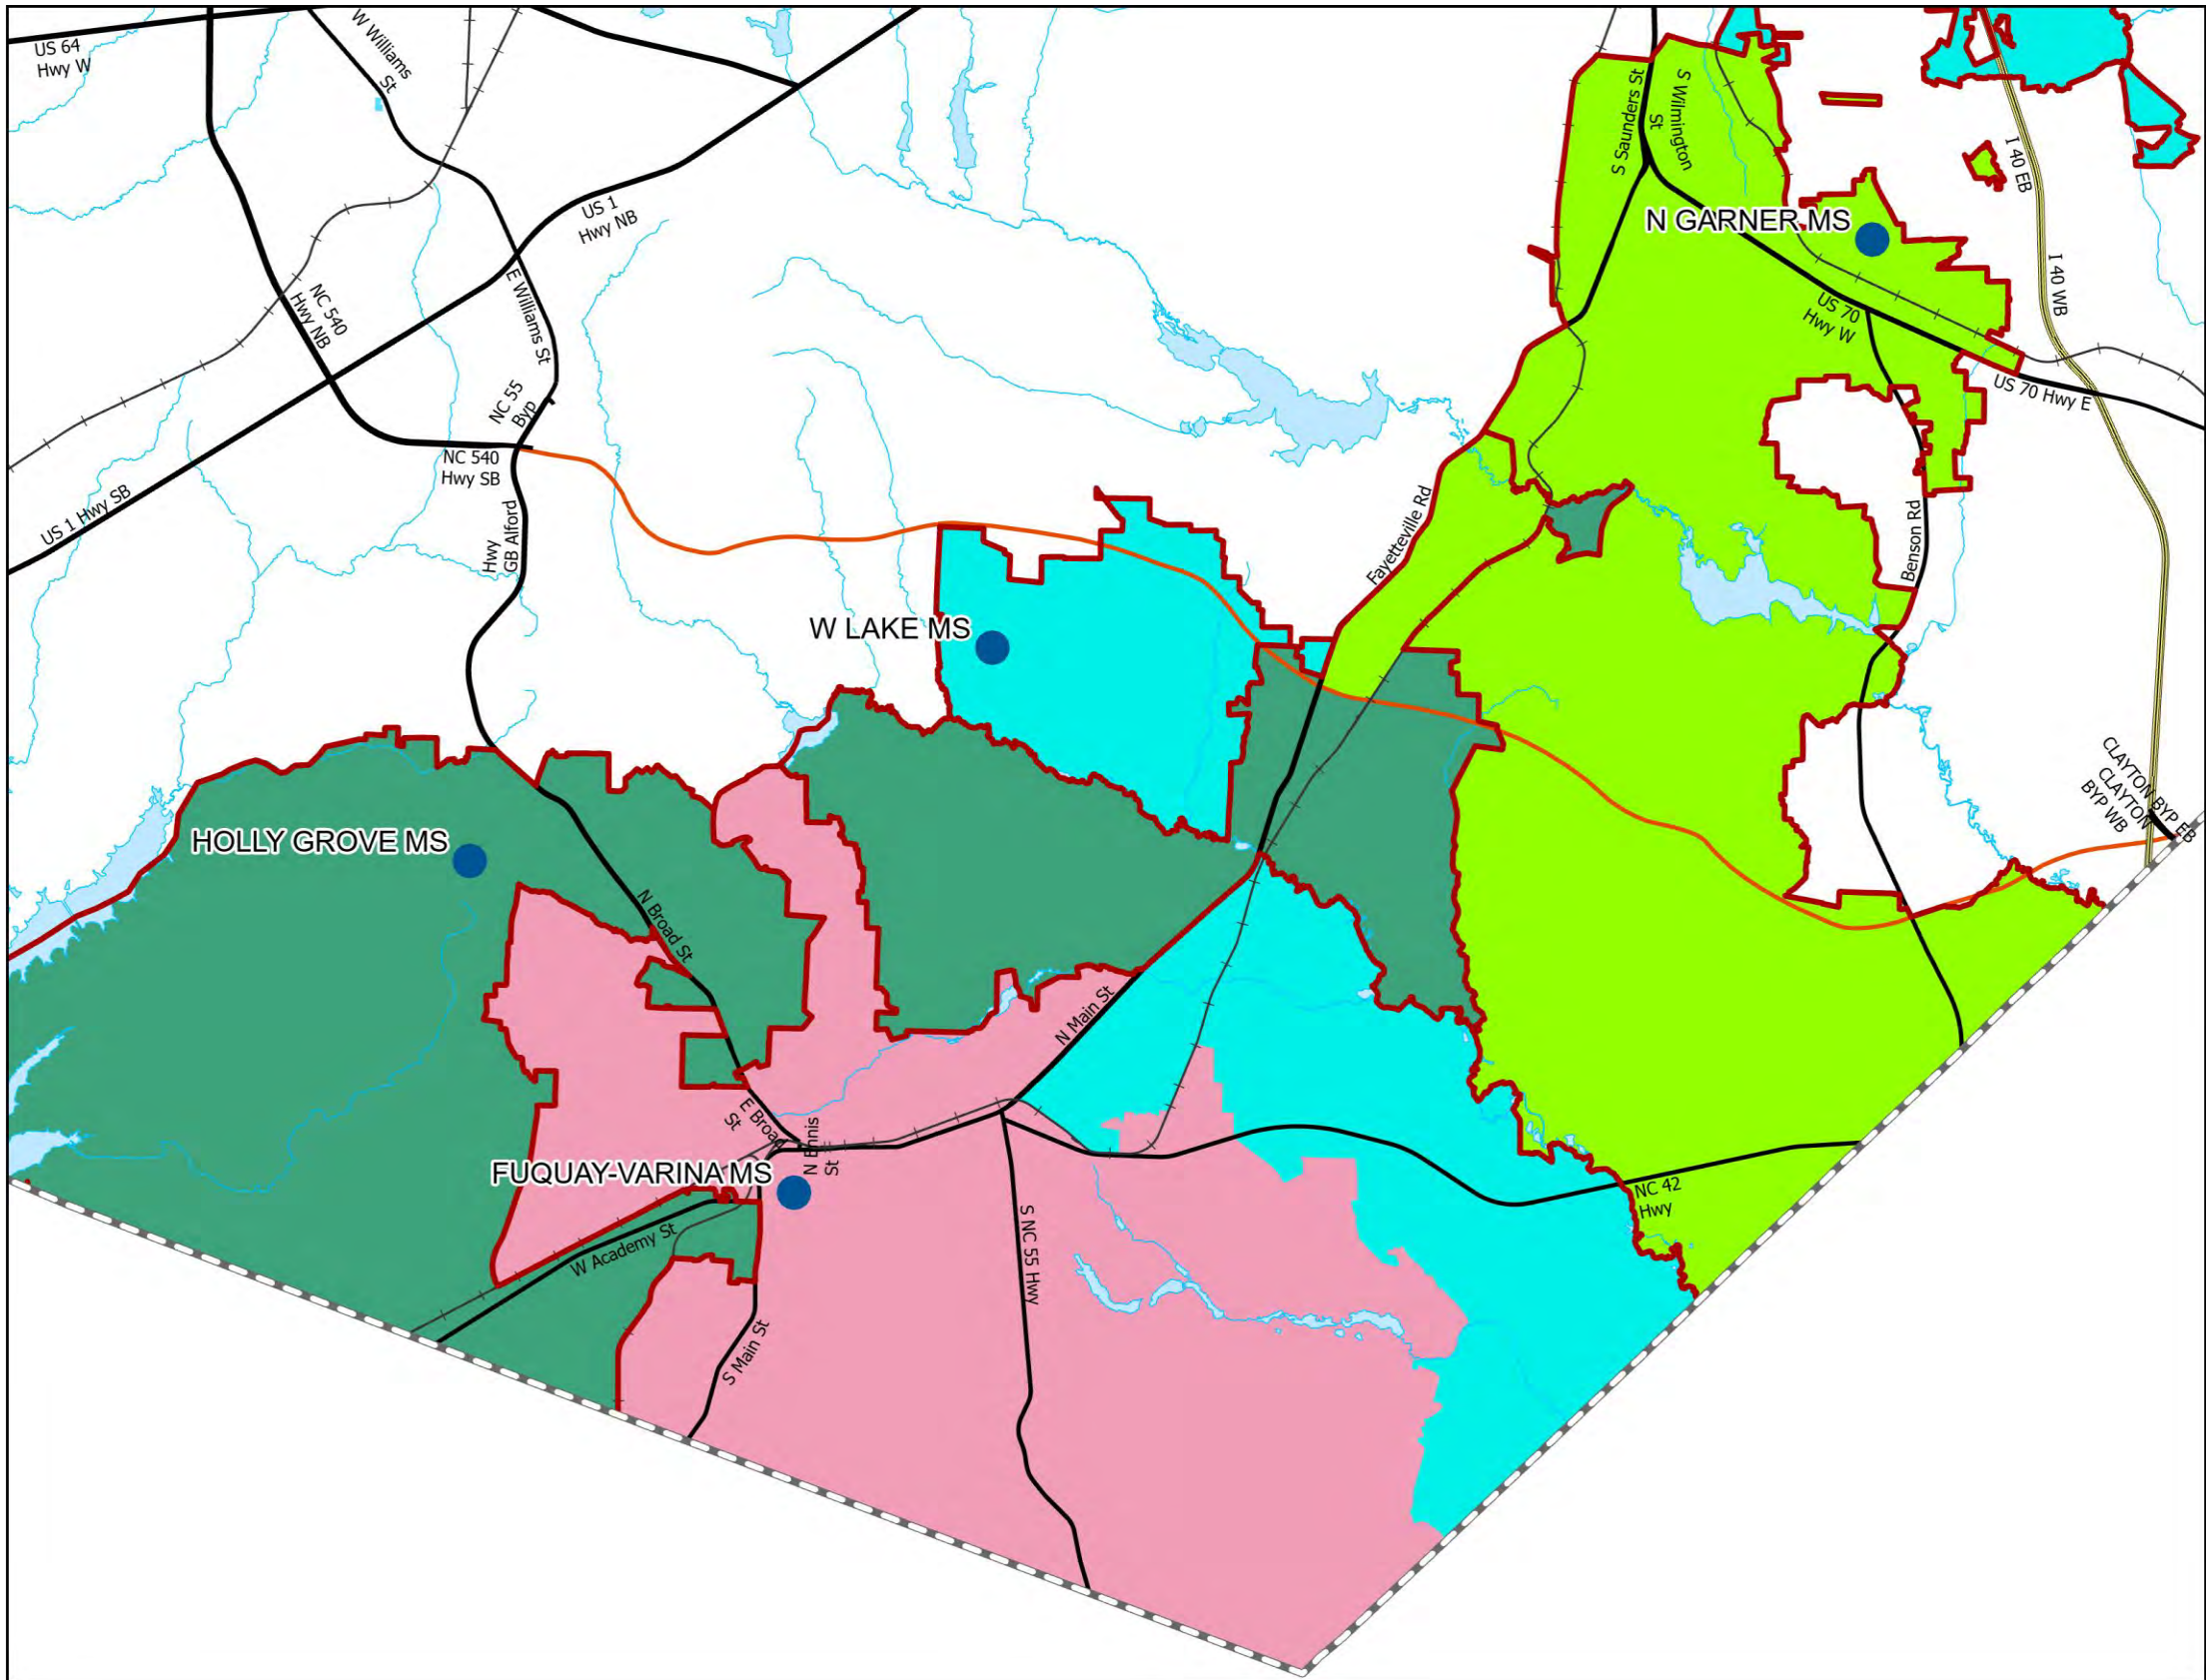 US 64
Hwy W
W Williams
St
US 1
Hwy NB
NC 540
Hwy NB
E Williams St
NC 55
Byp
NC 540
Hwy SB
US 1 Hwy SB
Hwy
GB Alford
S Saunders St
S Wilmington
St
I 40 EB
N GARNER MS
I 40 WB
US 70
Hwy W
US 70 Hwy E
Fayetteville Rd
Benson Rd
W LAKE MS
CLAYTON BYP EB
CLAYTON
BYP WB
HOLLY GROVE MS
N Broad St
N Main St
E Broad
St
N Ennis
St
FUQUAY-VARINA MS
W Academy St
S NC 55 Hwy
NC 42
Hwy
S Main St